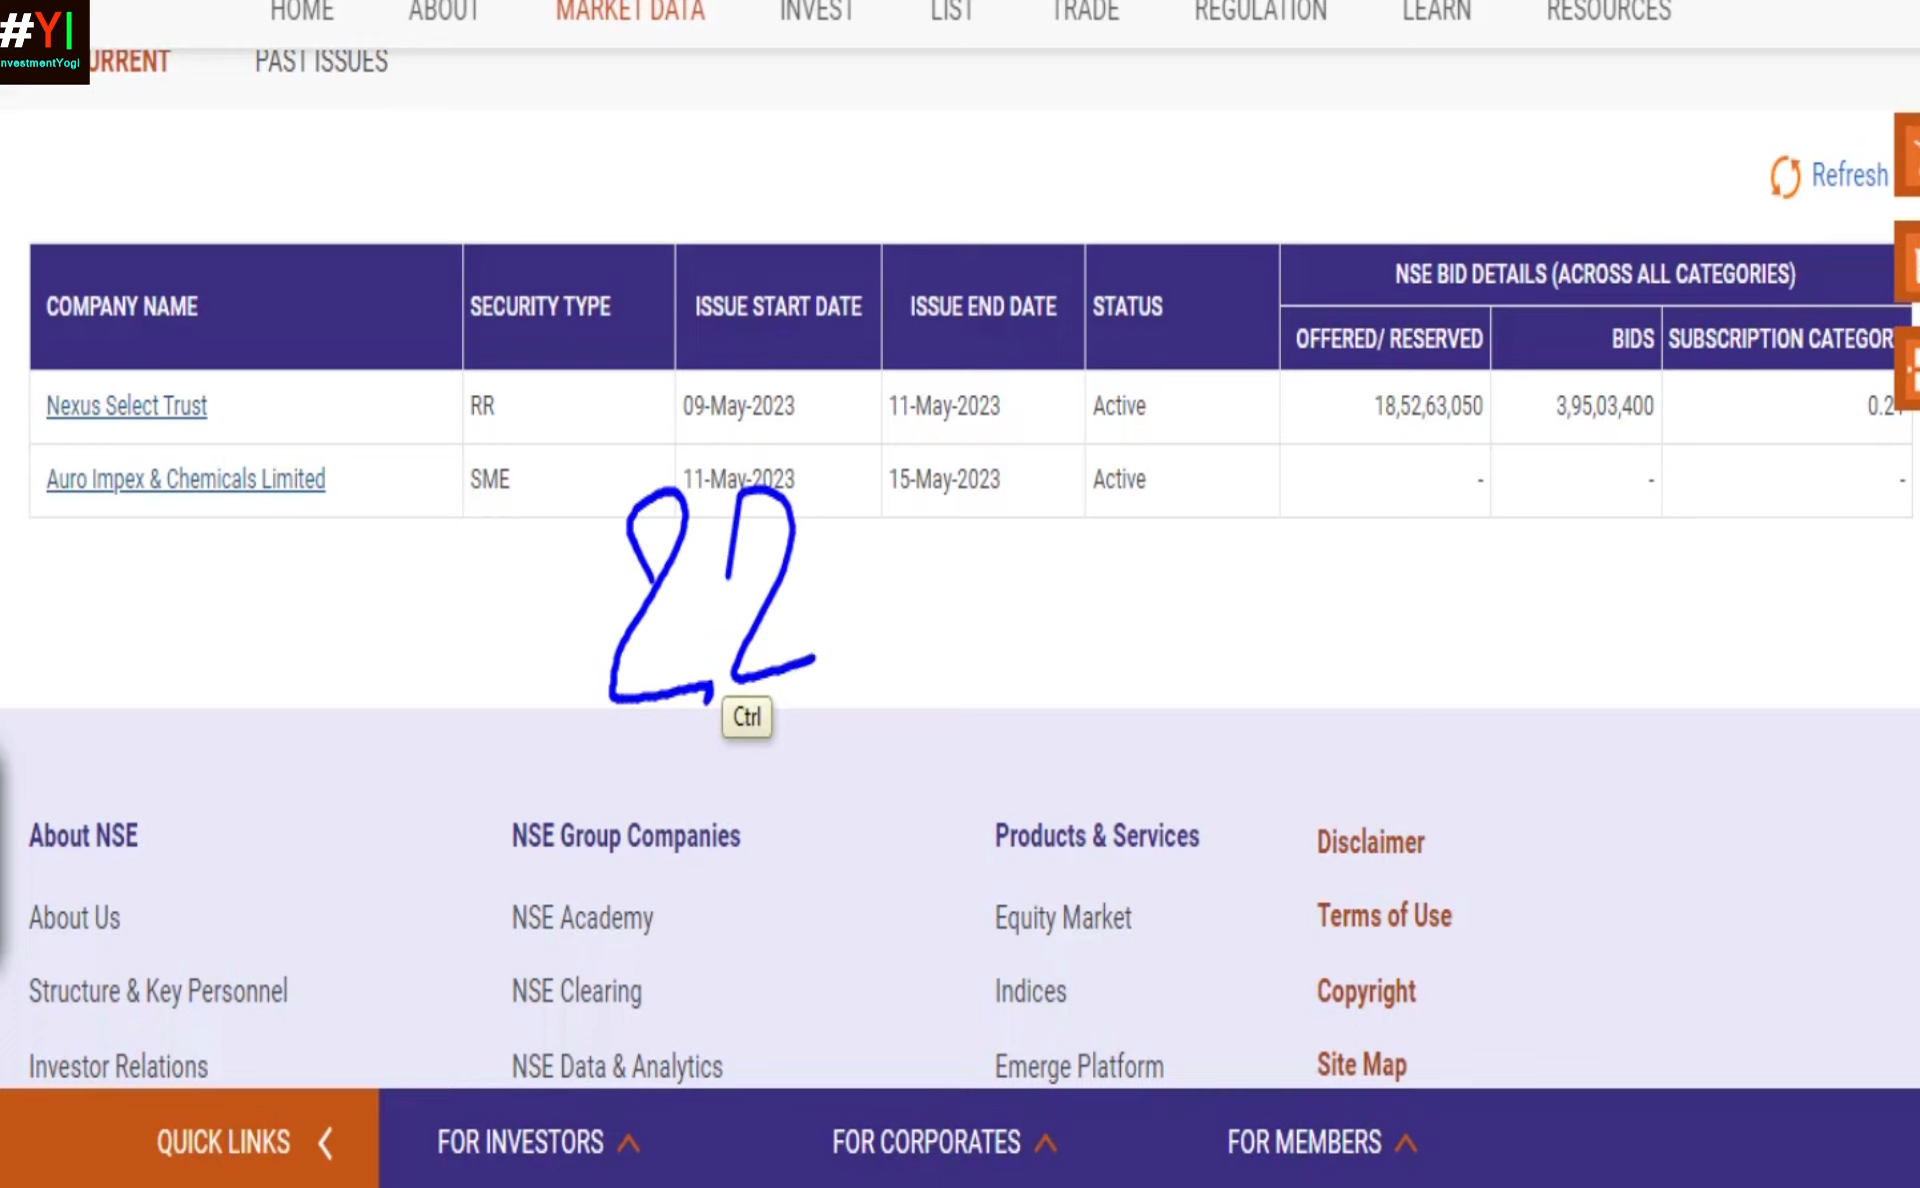 #YI
InvestmentYogi
HOME ABOUT MARKET DATA INVEST LIST TRADE REGULATION LEARN RESOURCES
URRENT PAST ISSUES
Refresh
COMPANY NAME SECURITY TYPE ISSUE START DATE ISSUE END DATE STATUS NSE BID DETAILS (ACROSS ALL CATEGORIES)
OFFERED/ RESERVED BIDS SUBSCRIPTION CATEGOR
Nexus Select Trust RR 09-May-2023 11-May-2023 Active 18,52,63,050 3,95,03,400 0.21
Auro Impex & Chemicals Limited SME 11-May-2023 15-May-2023 Active - - -
22
Ctrl
About NSE NSE Group Companies Products & Services Disclaimer
About Us NSE Academy Equity Market Terms of Use
Structure & Key Personnel NSE Clearing Indices Copyright
Investor Relations NSE Data & Analytics Emerge Platform Site Map
QUICK LINKS FOR INVESTORS FOR CORPORATES FOR MEMBERS